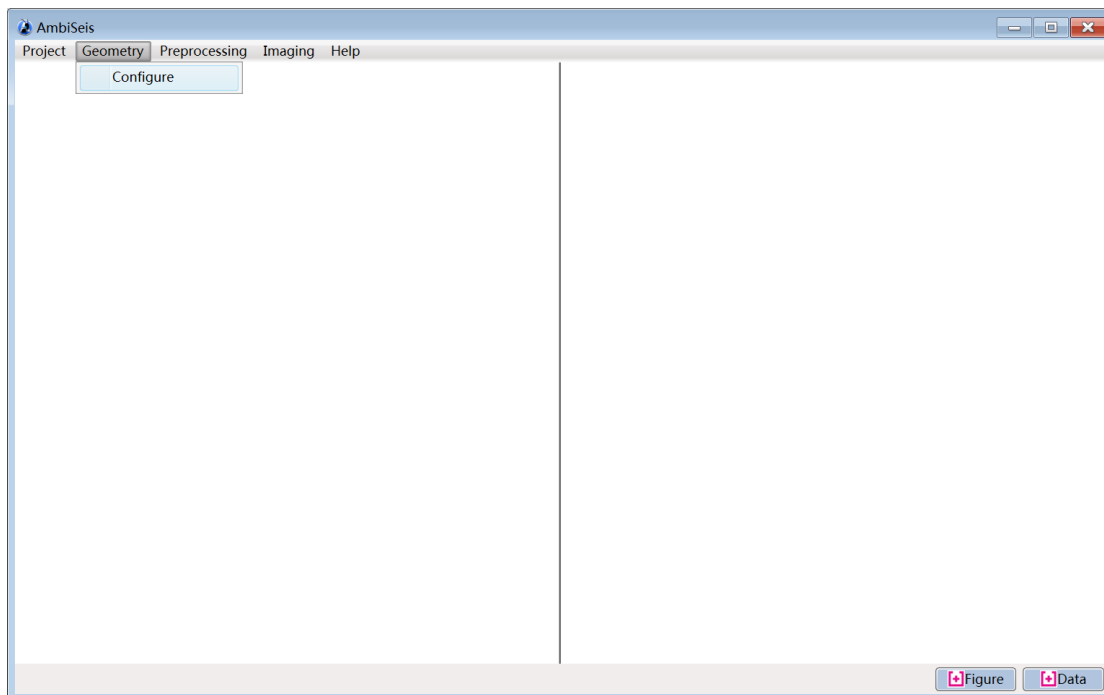 AmbiSeis
Project Geometry Preprocessing Imaging Help
Configure
Figure Data